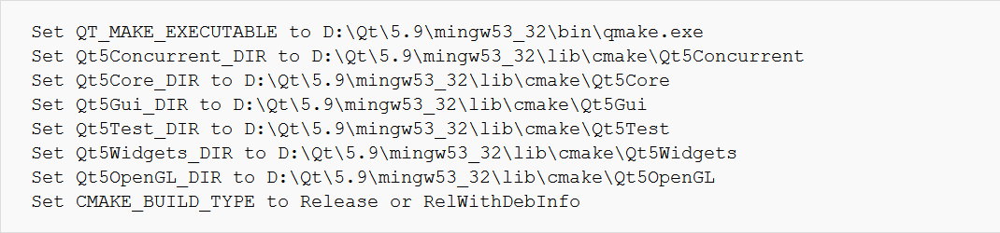 Set QT_MAKE_EXECUTABLE to D:\Qt\5.9\mingw53_32\bin\qmake.exe
Set Qt5Concurrent_DIR to D:\Qt\5.9\mingw53_32\lib\cmake\Qt5Concurrent
Set Qt5Core_DIR to D:\Qt\5.9\mingw53_32\lib\cmake\Qt5Core
Set Qt5Gui_DIR to D:\Qt\5.9\mingw53_32\lib\cmake\Qt5Gui
Set Qt5Test_DIR to D:\Qt\5.9\mingw53_32\lib\cmake\Qt5Test
Set Qt5Widgets_DIR to D:\Qt\5.9\mingw53_32\lib\cmake\Qt5Widgets
Set Qt5OpenGL_DIR to D:\Qt\5.9\mingw53_32\lib\cmake\Qt5OpenGL
Set CMAKE_BUILD_TYPE to Release or RelWithDebInfo